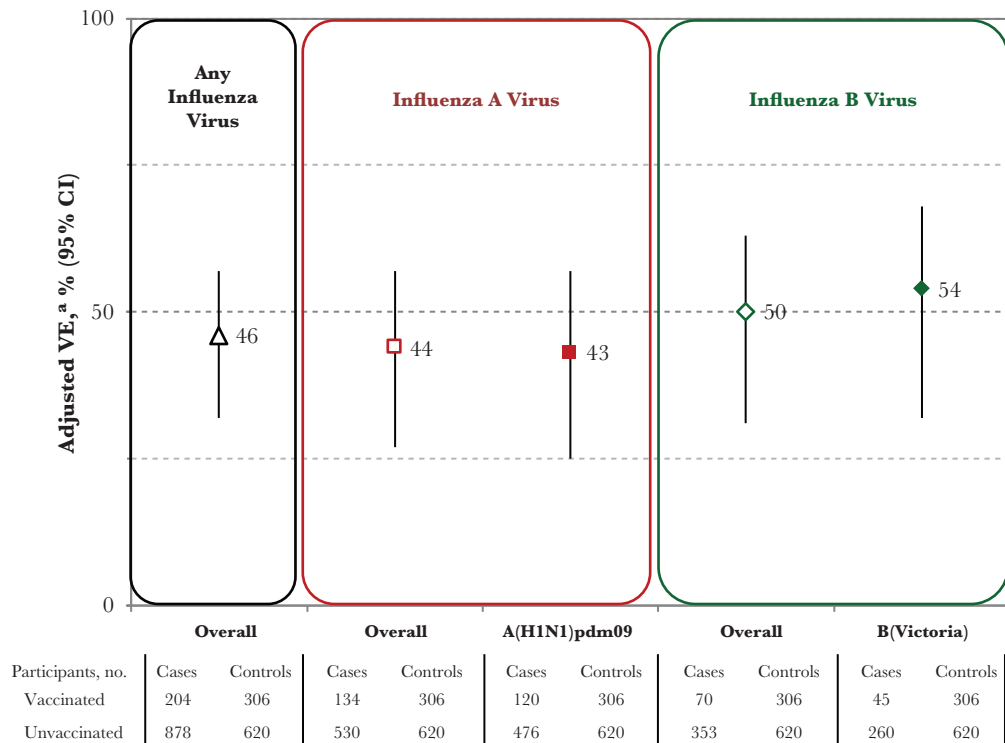 100
50
0
Adjusted VE,ª % (95% CI)
Any
Influenza
Virus
Influenza A Virus
Influenza B Virus
46
44
43
50
54
Overall Overall A(H1N1)pdm09 Overall B(Victoria)
Participants, no. Cases Controls Cases Controls Cases Controls Cases Controls Cases Controls
Vaccinated 204 306 134 306 120 306 70 306 45 306
Unvaccinated 878 620 530 620 476 620 353 620 260 620